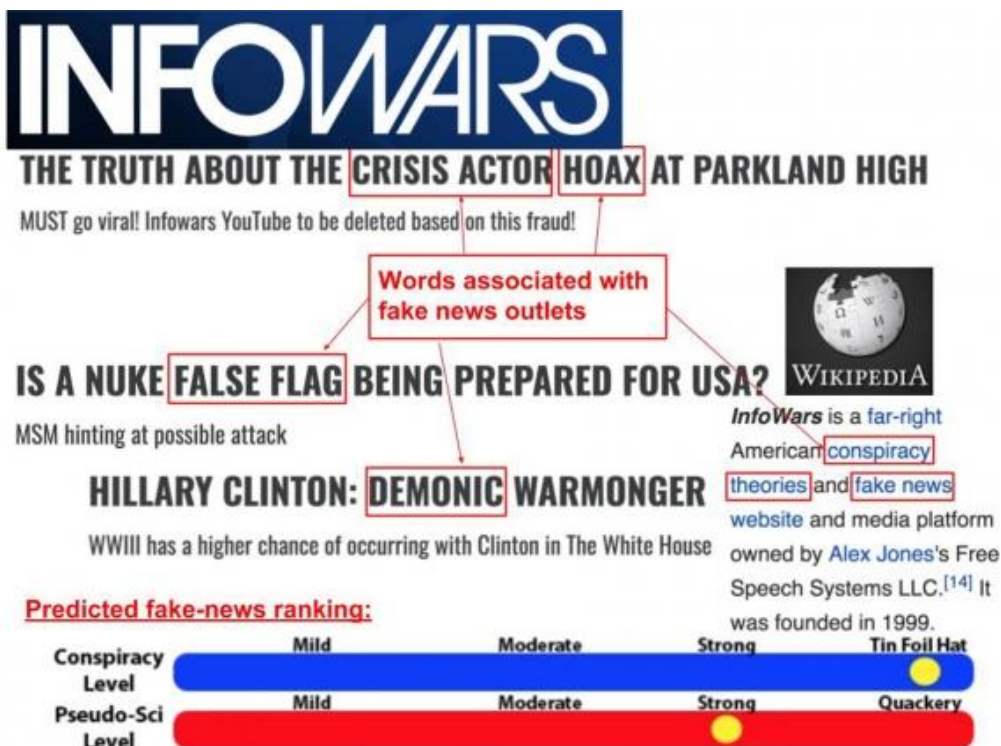 INFOWARS
THE TRUTH ABOUT THE CRISIS ACTOR HOAX AT PARKLAND HIGH
MUST go viral! Infowars YouTube to be deleted based on this fraud!
Words associated with
fake news outlets
IS A NUKE FALSE FLAG BEING PREPARED FOR USA?
MSM hinting at possible attack
HILLARY CLINTON: DEMONIC WARMONGER
WWIII has a higher chance of occurring with Clinton in The White House
WIKIPEDIA
InfoWars is a far-right
American conspiracy
theories and fake news
website and media platform
owned by Alex Jones's Free
Speech Systems LLC.[14] It
was founded in 1999.
Predicted fake-news ranking:
Conspiracy
Level
Mild Moderate Strong Tin Foil Hat
Pseudo-Sci
Level
Mild Moderate Strong Quackery